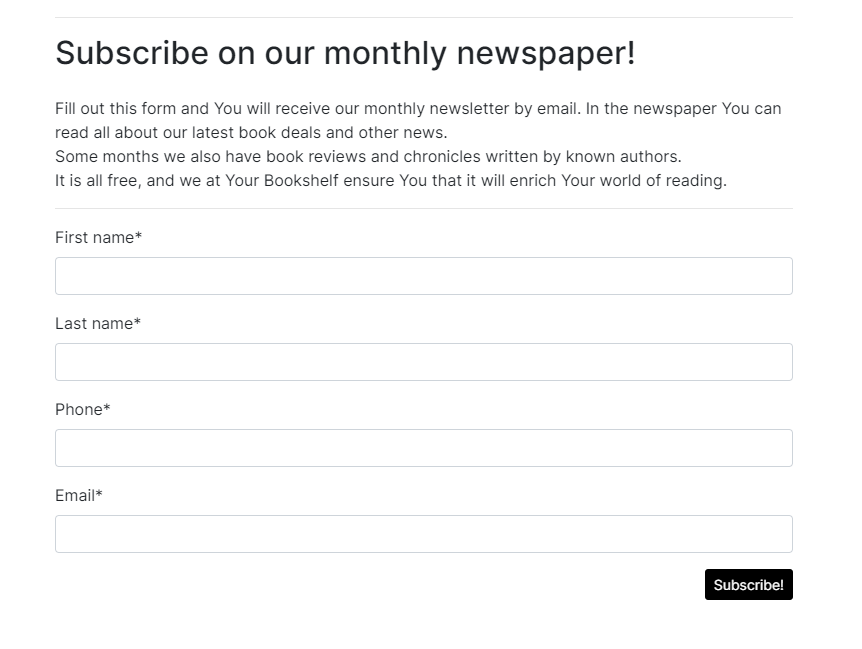 Subscribe on our monthly newspaper!
Fill out this form and You will receive our monthly newsletter by email. In the newspaper You can
read all about our latest book deals and other news.
Some months we also have book reviews and chronicles written by known authors.
It is all free, and we at Your Bookshelf ensure You that it will enrich Your world of reading.
First name*
Last name*
Phone*
Email*
Subscribe!